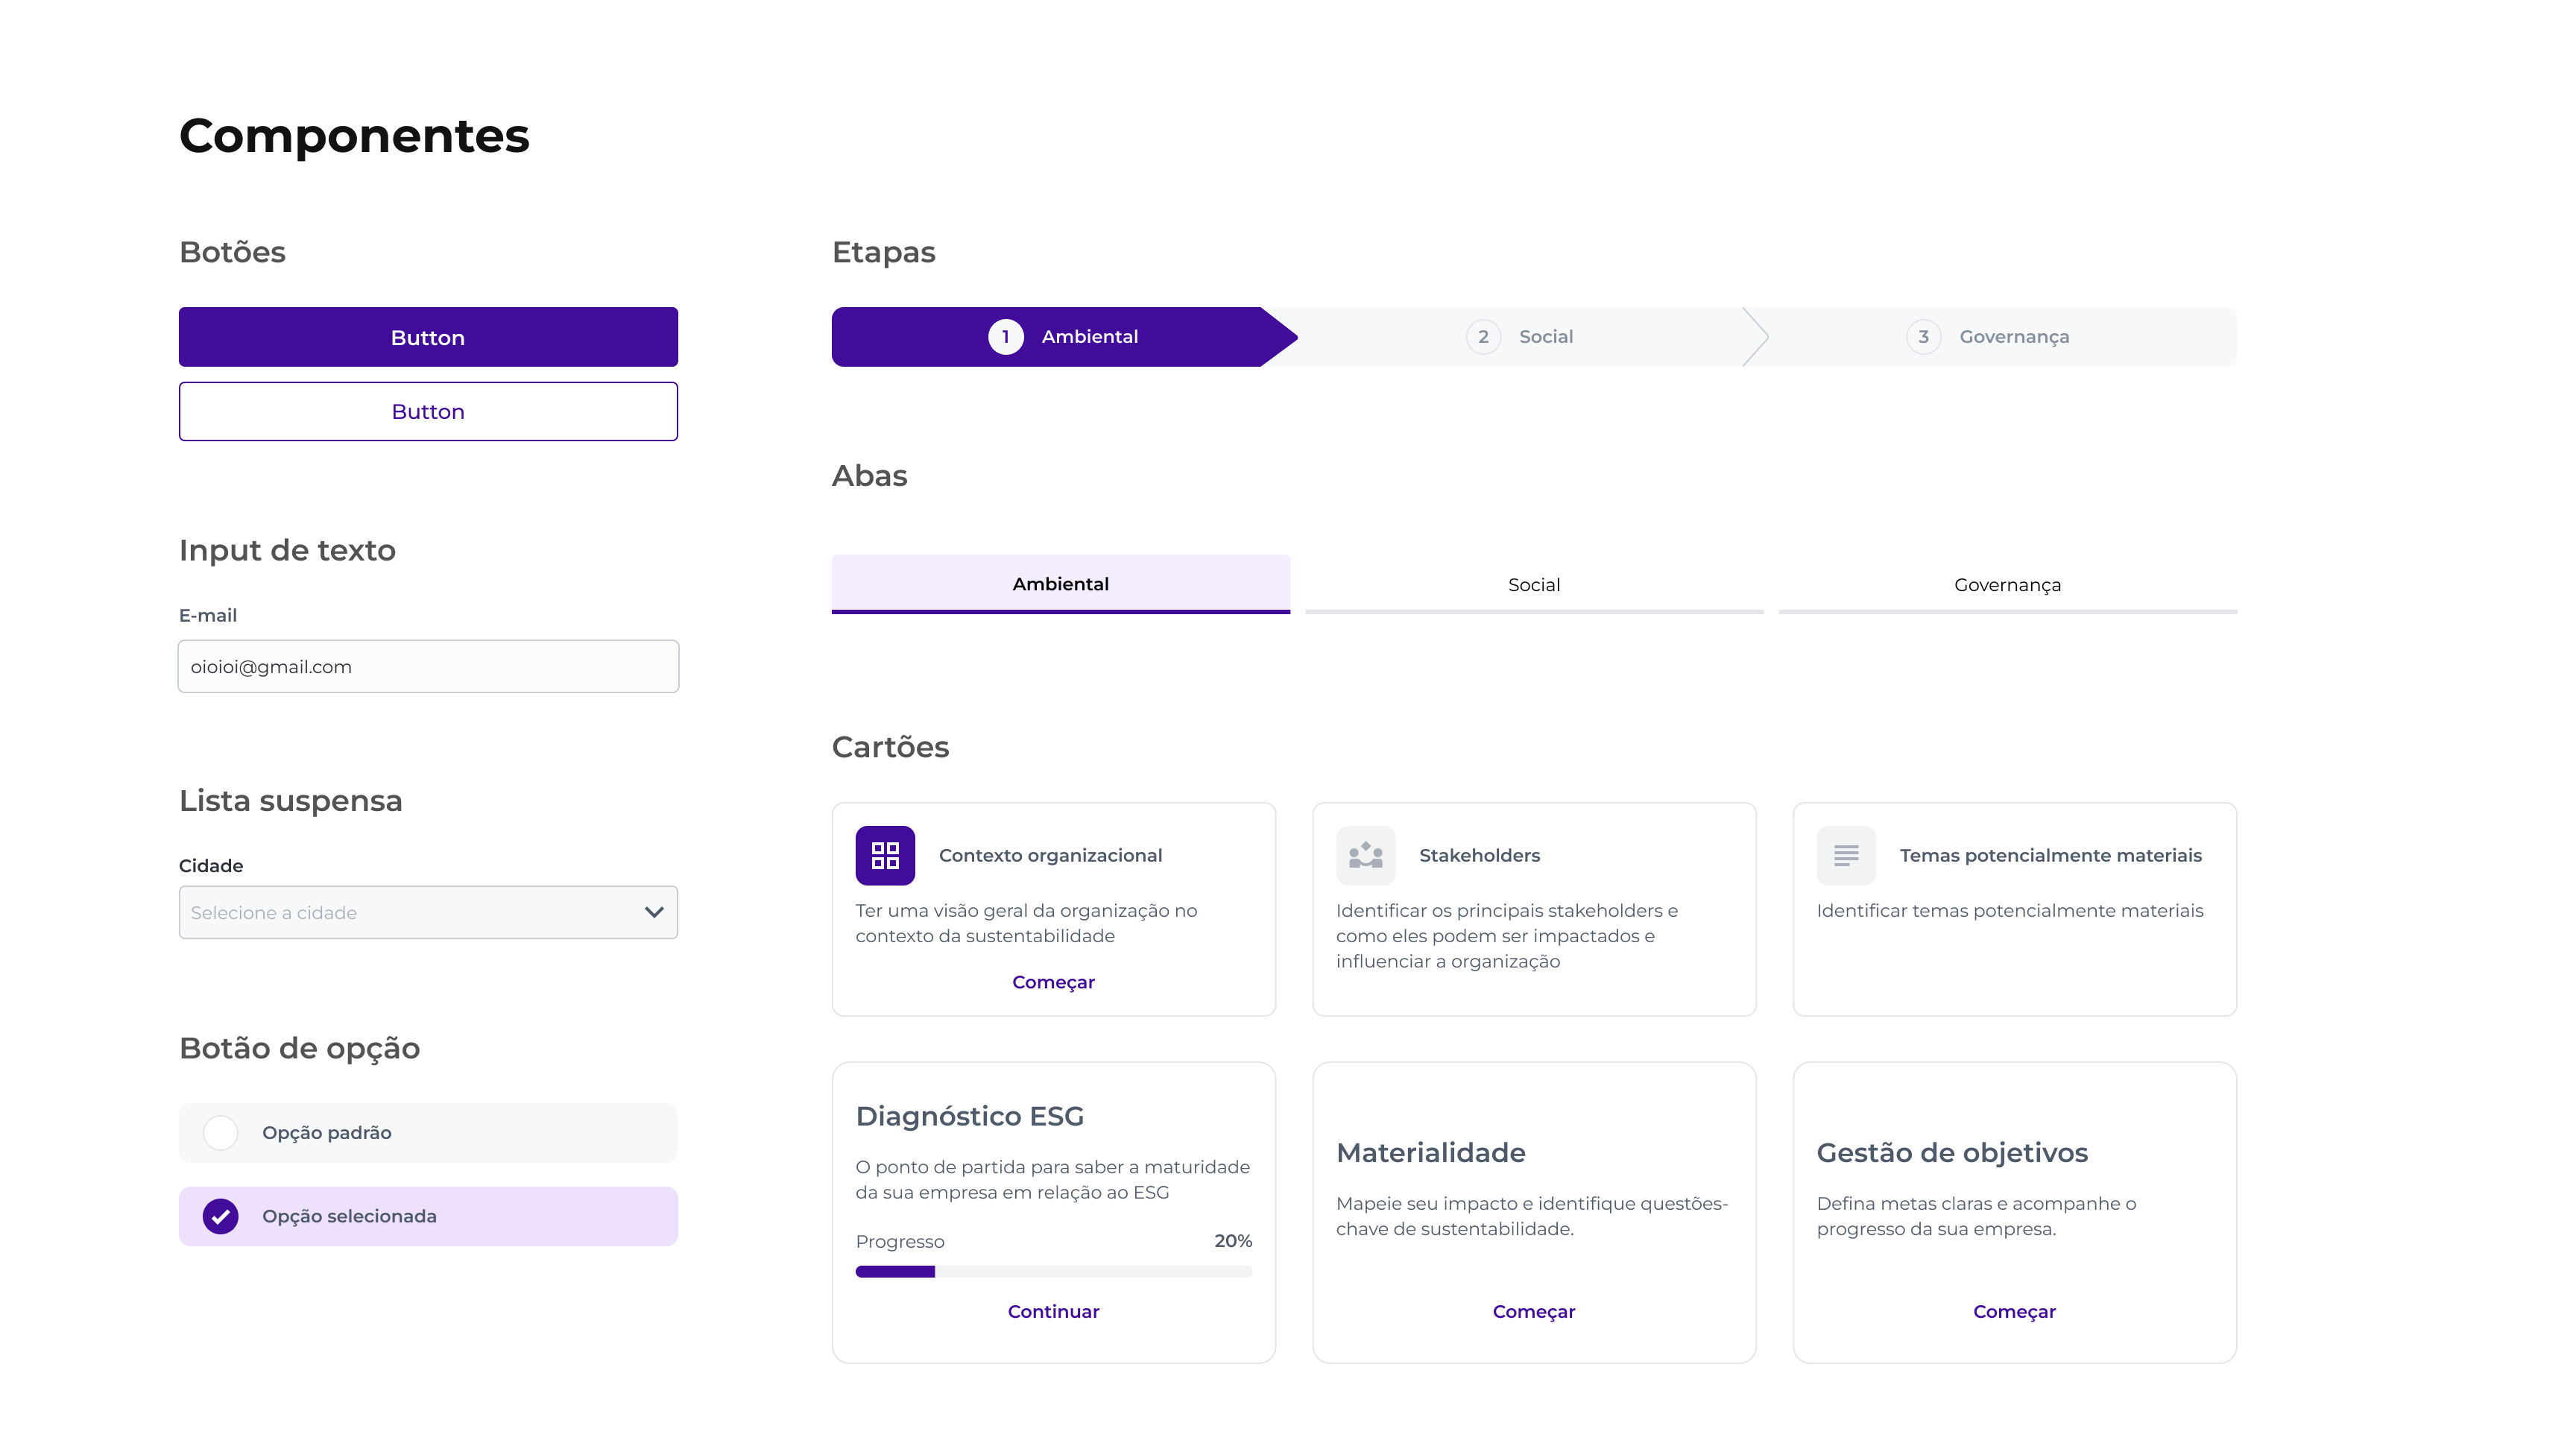 Componentes
Botões
Button
Button
Input de texto
E-mail
oioioi@gmail.com
Lista suspensa
Cidade
Selecione a cidade
Botão de opção
Opção padrão
Opção selecionada
Etapas
1 Ambiental
2 Social
3 Governança
Abas
Ambiental
Social
Governança
Cartões
Contexto organizacional
Ter uma visão geral da organização no
contexto da sustentabilidade
Começar
Stakeholders
Identificar os principais stakeholders e
como eles podem ser impactados e
influenciar a organização
Temas potencialmente materiais
Identificar temas potencialmente materiais
Diagnóstico ESG
O ponto de partida para saber a maturidade
da sua empresa em relação ao ESG
Progresso 20%
Continuar
Materialidade
Mapeie seu impacto e identifique questões-
chave de sustentabilidade.
Começar
Gestão de objetivos
Defina metas claras e acompanhe o
progresso da sua empresa.
Começar